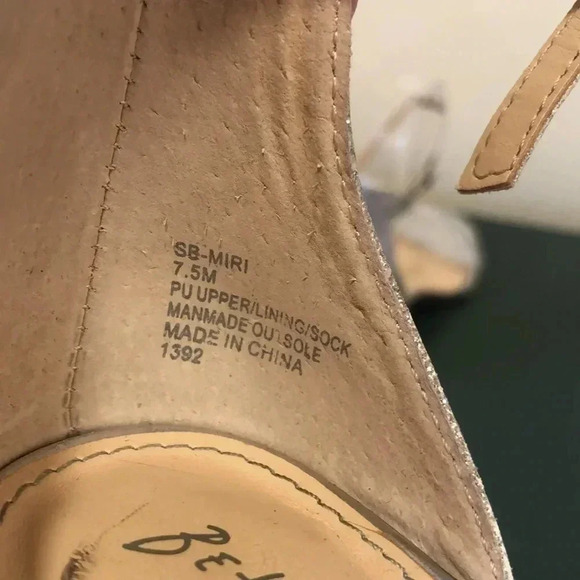 SB-MIRI
7.5M
PU UPPER/LINING/SOCK
MANMADE OUTSOLE
MADE IN CHINA
1392